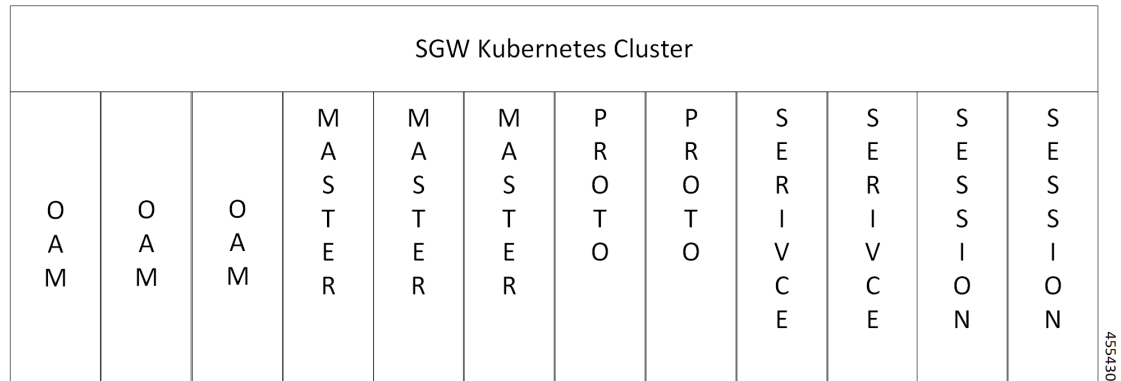 SGW Kubernetes Cluster
OAM
OAM
OAM
MASTER
MASTER
MASTER
PROTO
PROTO
SERIVCE
SERIVCE
SESSION
SESSION
455430